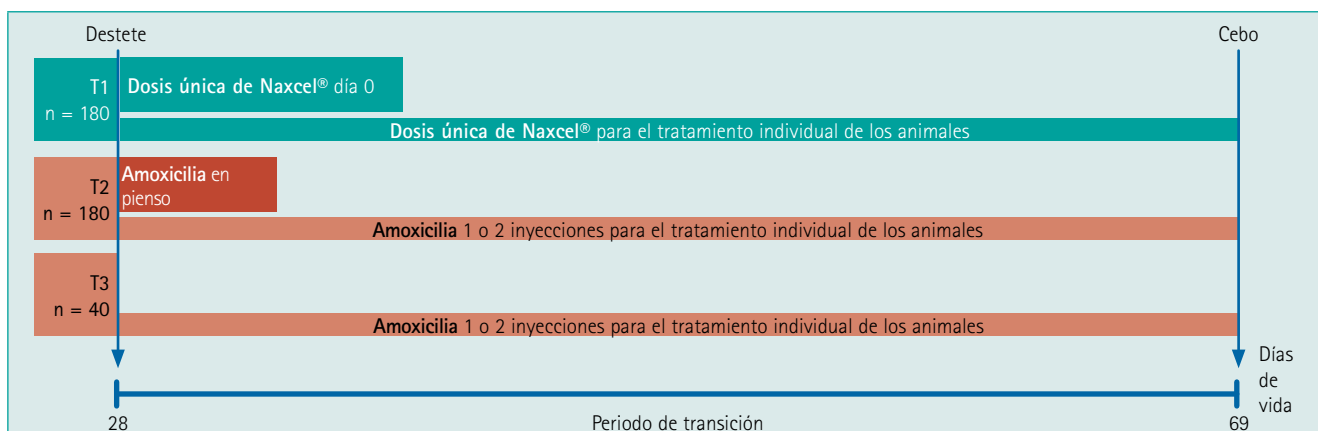 Destete
Cebo
T1
n = 180
Dosis única de Naxcel® día 0
Dosis única de Naxcel® para el tratamiento individual de los animales
T2
n = 180
Amoxicilia en
pienso
Amoxicilia 1 o 2 inyecciones para el tratamiento individual de los animales
T3
n = 40
Amoxicilia 1 o 2 inyecciones para el tratamiento individual de los animales
Días
de
vida
28
Periodo de transición
69